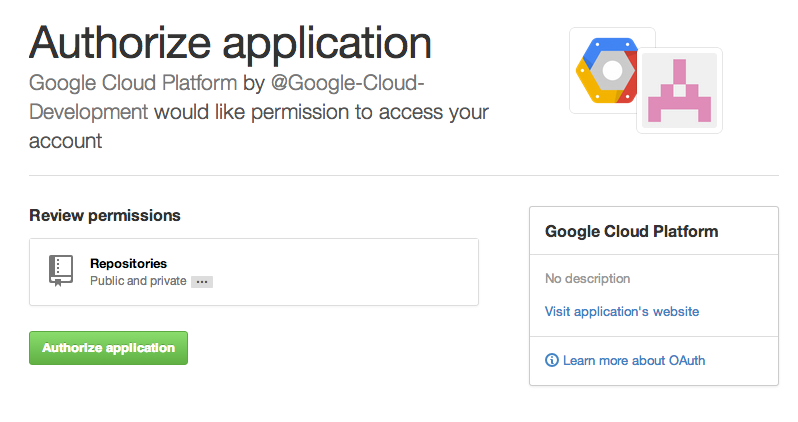 Authorize application
Google Cloud Platform by @Google-Cloud-
Development would like permission to access your
account
Review permissions
Repositories
Public and private ...
Authorize application
Google Cloud Platform
No description
Visit application's website
Learn more about OAuth